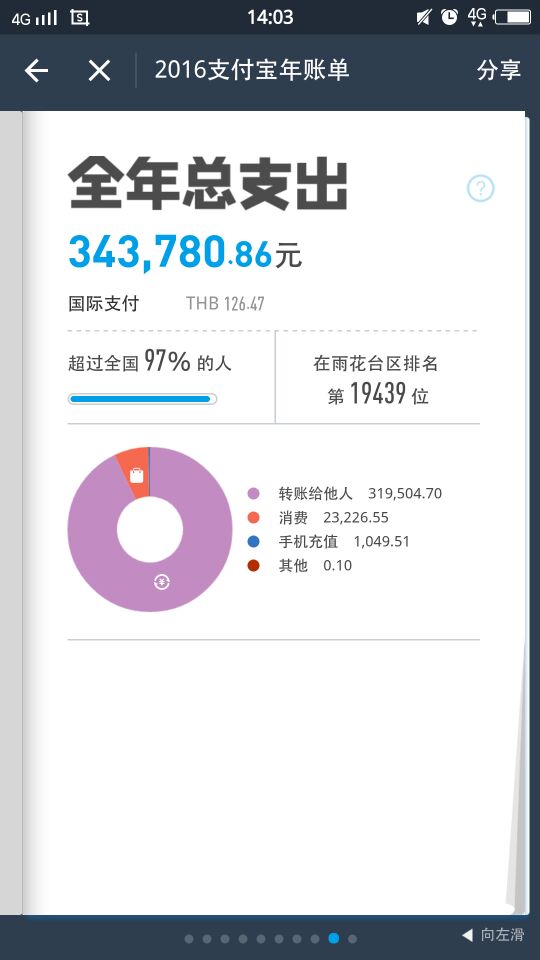 4G 14:03 4G
2016支付宝年账单 分享
全年总支出
?
343,780.86元
国际支付 THB 126.47
超过全国 97% 的人
在雨花台区排名
第 19439 位
转账给他人 319,504.70
消费 23,226.55
手机充值 1,049.51
其他 0.10
向左滑